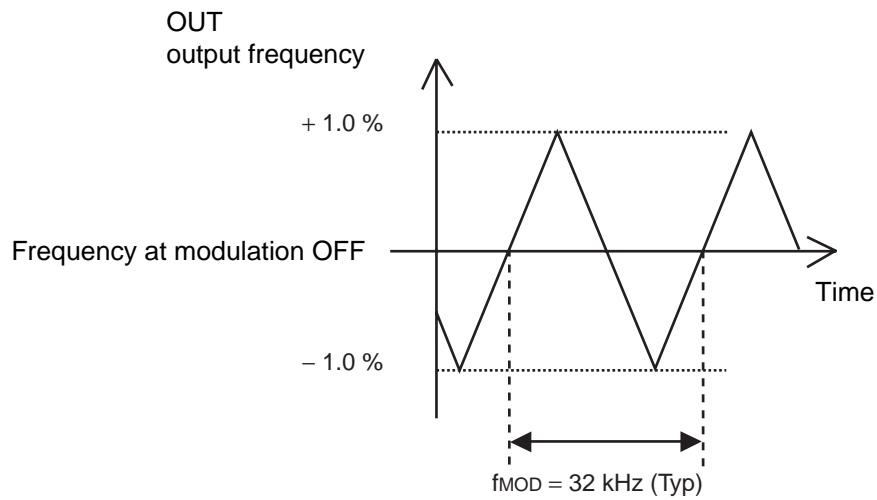 OUT
output frequency
+ 1.0 %
Frequency at modulation OFF
Time
− 1.0 %
fMOD = 32 kHz (Typ)